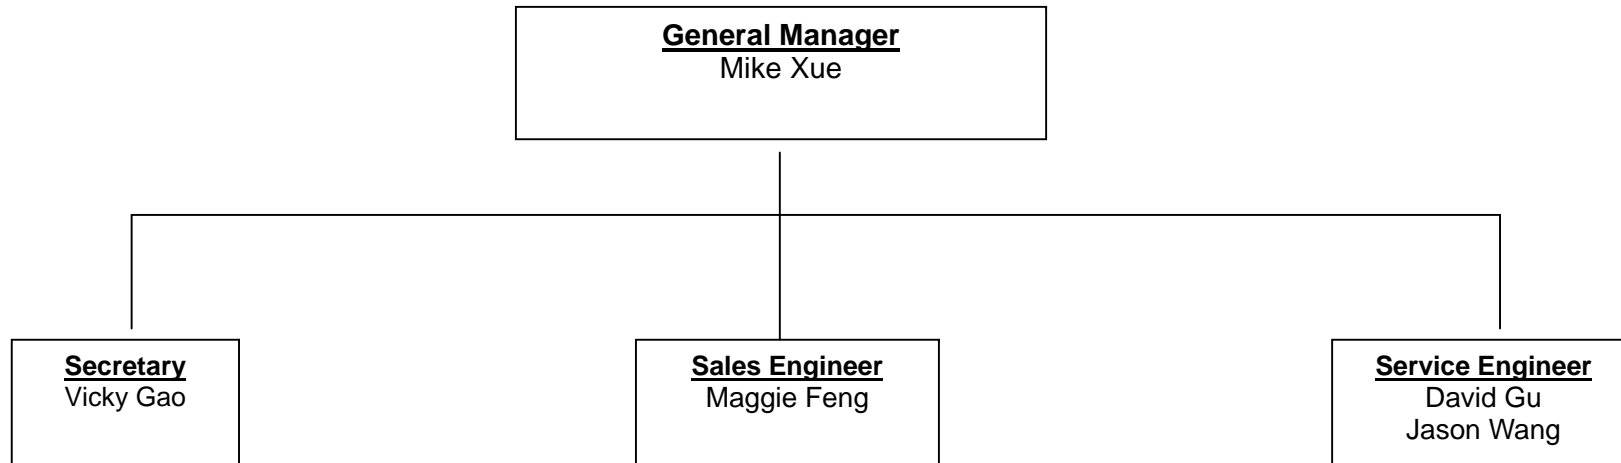 General Manager
Mike Xue
Secretary
Vicky Gao
Sales Engineer
Maggie Feng
Service Engineer
David Gu
Jason Wang